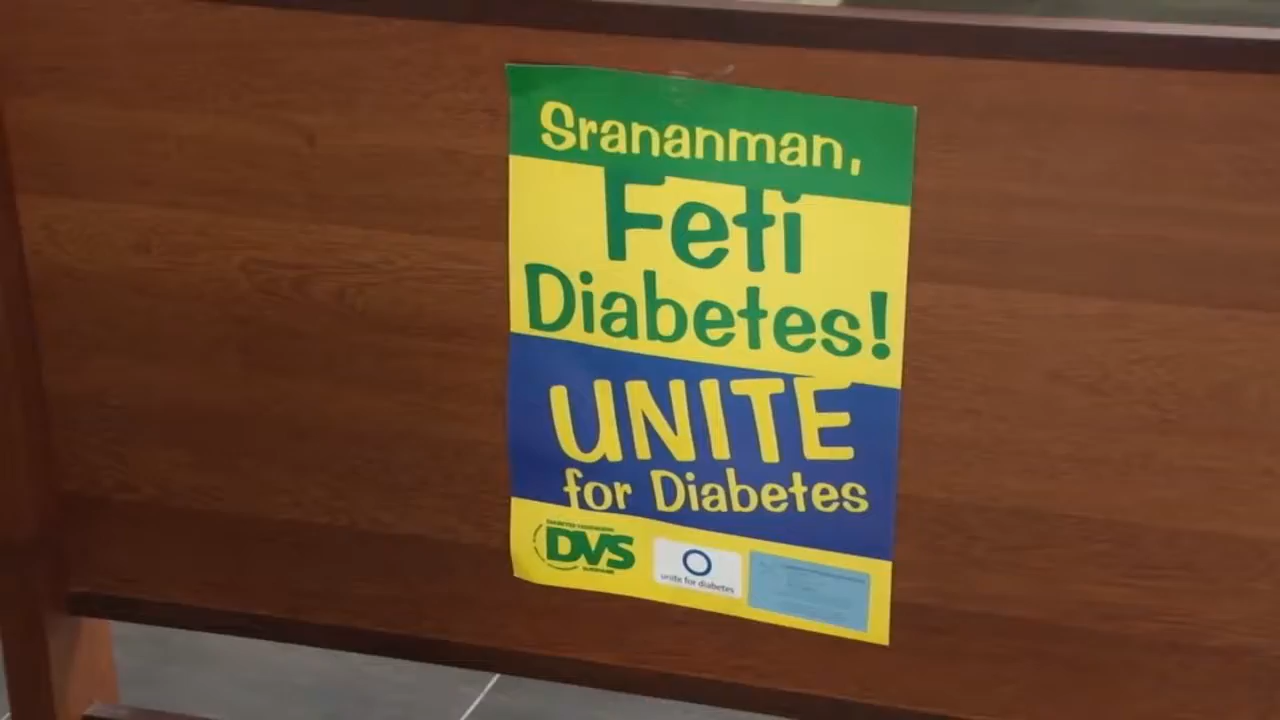 Srananman,
Feti
Diabetes!
UNITE
for Diabetes
DVS
unite for diabetes